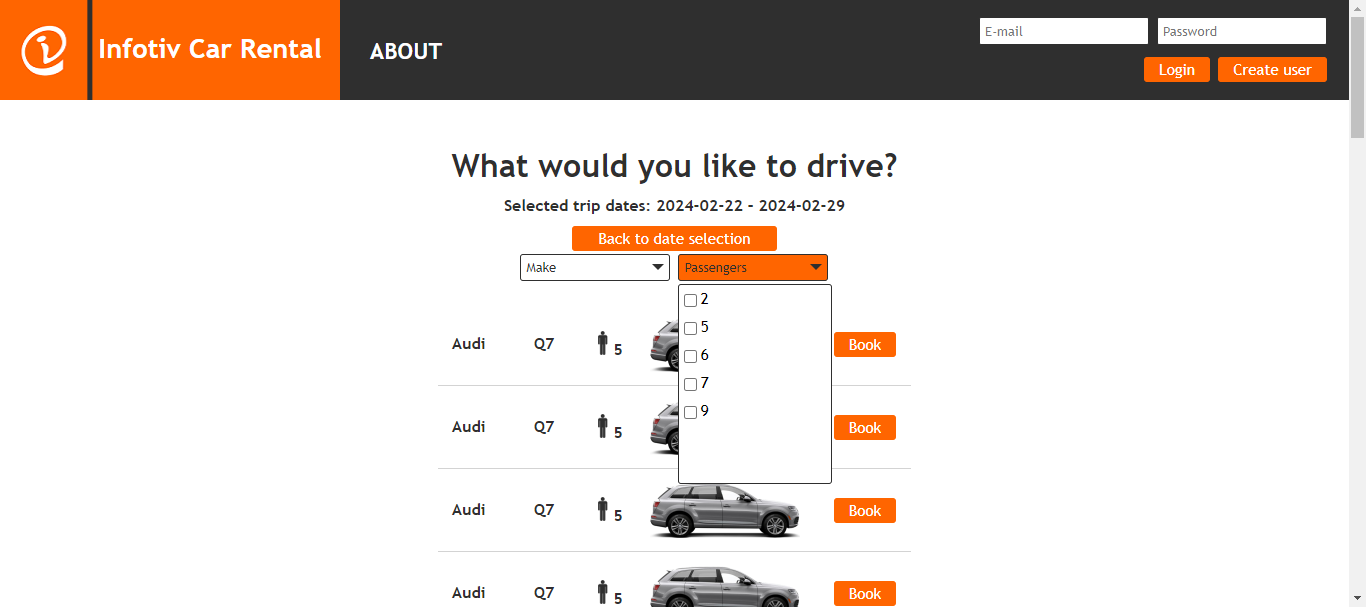 Infotiv Car Rental
ABOUT
E-mail
Password
Login
Create user
What would you like to drive?
Selected trip dates: 2024-02-22 - 2024-02-29
Back to date selection
Make
Passengers
2
5
6
7
9
Audi Q7 5 Book
Audi Q7 5 Book
Audi Q7 5 Book
Audi Q7 5 Book